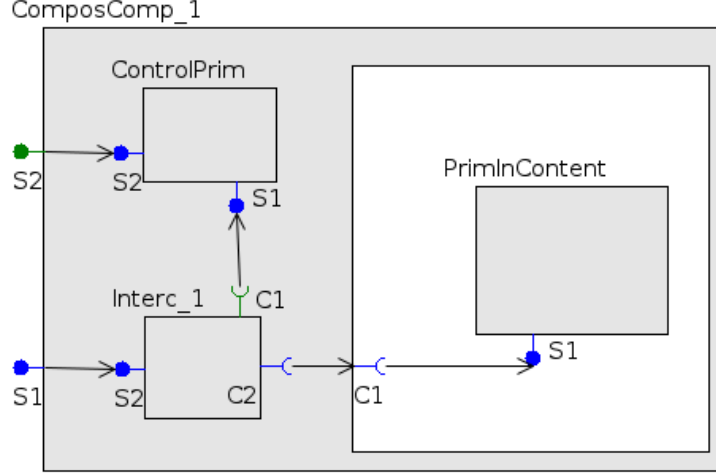 ComposComp_1
ControlPrim
S2
S2
S1
PrimInContent
Interc_1
C1
S1
S1
S2
C2
C1